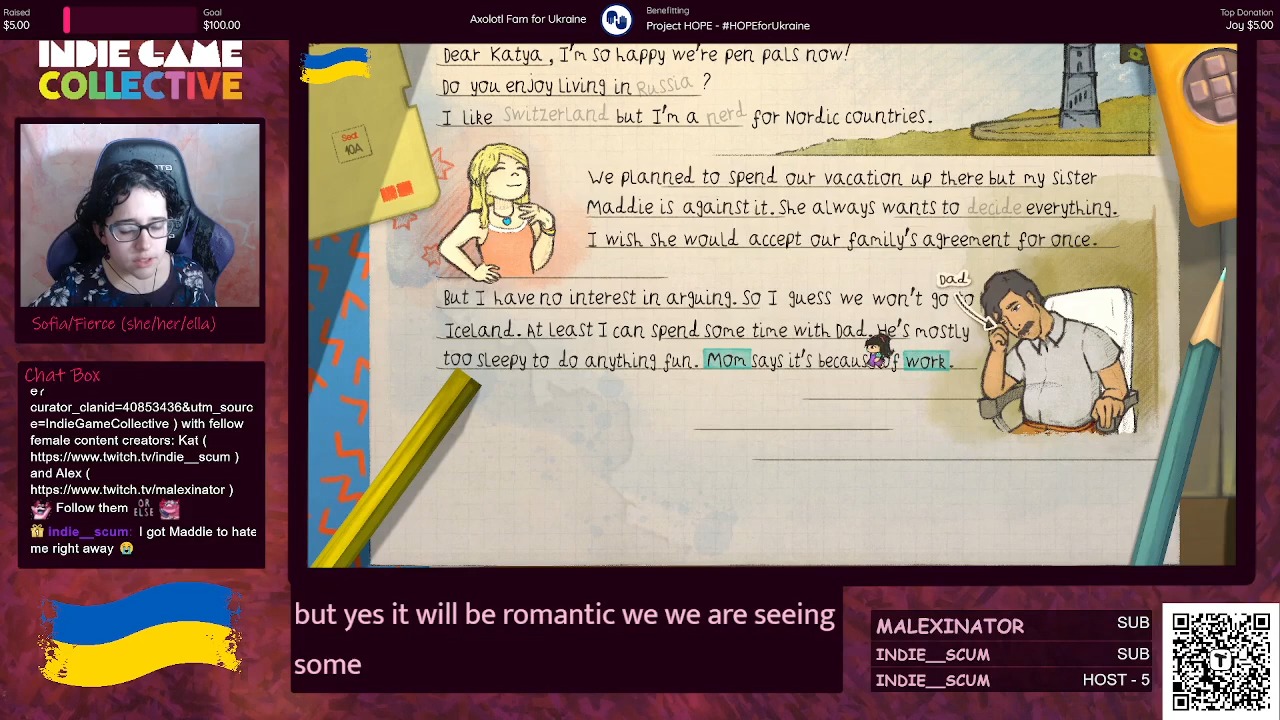 Raised
$5.00
Goal
$100.00
Axolotl Fam for Ukraine
Benefitting
Project HOPE - #HOPEforUkraine
Top Donation
Joy $5.00
INDIE GAME
COLLECTIVE
Sofia/Fierce (she/her/ella)
Chat Box
curator_clanid=40853436&utm_sourc
e=IndieGameCollective ) with fellow
female content creators: Kat (
https://www.twitch.tv/indie__scum )
and Alex (
https://www.twitch.tv/malexinator )
Follow them OR ELSE
indie__scum: I got Maddie to hate
me right away
Dear Katya, I'm so happy we're pen pals now!
Do you enjoy living in Russia ?
I like Switzerland but I'm a nerd for Nordic countries.
Seat
10A
We planned to spend our vacation up there but my sister
Maddie is against it. She always wants to decide everything.
I wish she would accept our family's agreement for once.
But I have no interest in arguing. So I guess we won't go to
Iceland. At least I can spend some time with Dad. He's mostly
too sleepy to do anything fun. Mom says it's because of work.
Dad
but yes it will be romantic we we are seeing
some
MALEXINATOR SUB
INDIE__SCUM SUB
INDIE__SCUM HOST - 5
T